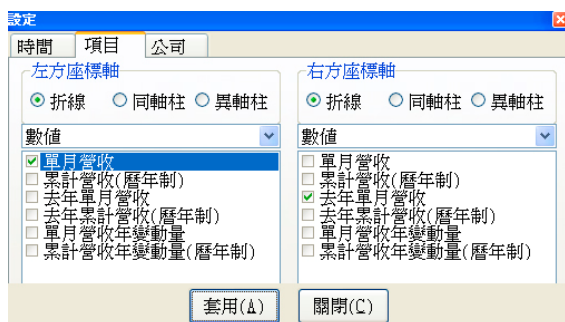 設定
時間 項目 公司
左方座標軸
折線 同軸柱 異軸柱
數值
單月營收
累計營收(曆年制)
去年單月營收
去年累計營收(曆年制)
單月營收年變動量
累計營收年變動量(曆年制)
右方座標軸
折線 同軸柱 異軸柱
數值
單月營收
累計營收(曆年制)
去年單月營收
去年累計營收(曆年制)
單月營收年變動量
累計營收年變動量(曆年制)
套用(A) 關閉(C)